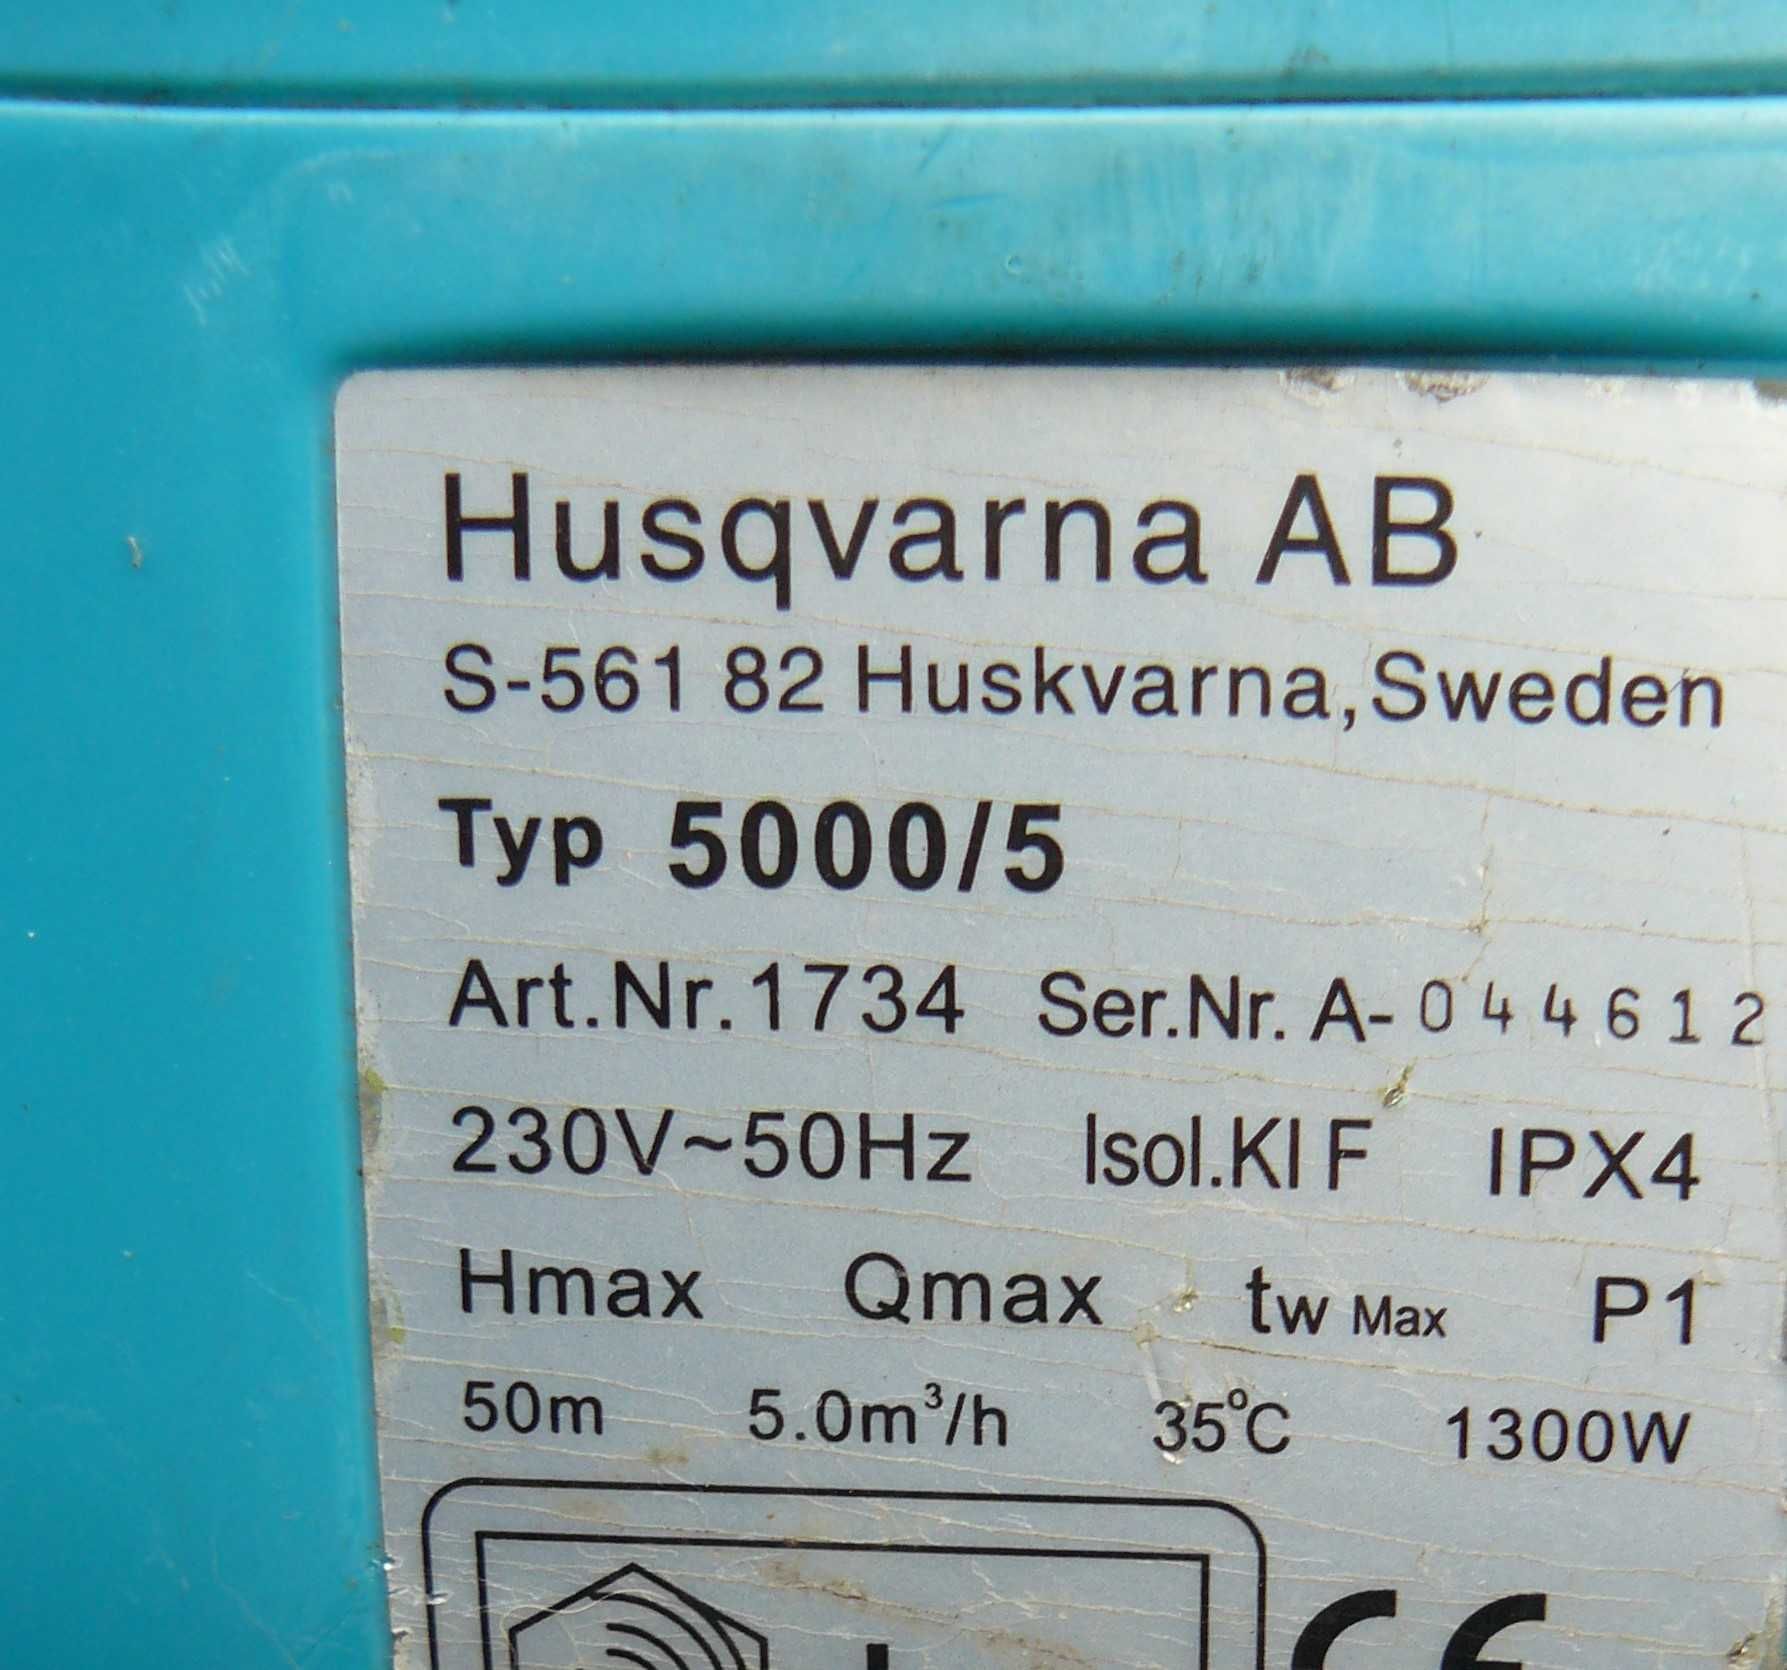 Husqvarna AB
S-561 82 Huskvarna, Sweden
Typ 5000/5
Art.Nr.1734 Ser.Nr. A-044612
230V~50Hz Isol.Kl F IPX4
Hmax Qmax tw Max P1
50m 5.0m³/h 35°C 1300W
CE